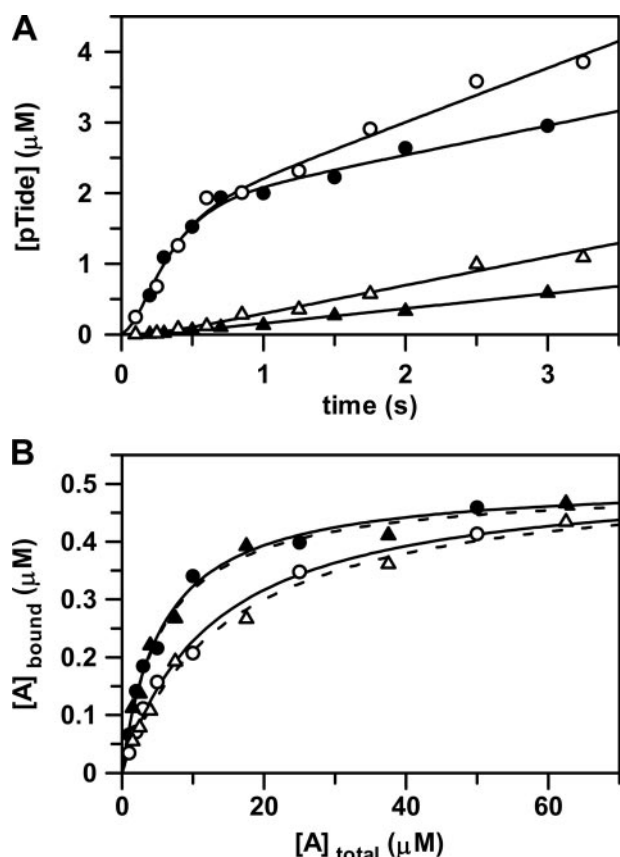 A
[pTide] (μM)
4
3
2
1
0
0 1 2 3
time (s)
B
[A] bound (μM)
0.5
0.4
0.3
0.2
0.1
0
0 20 40 60
[A] total (μM)